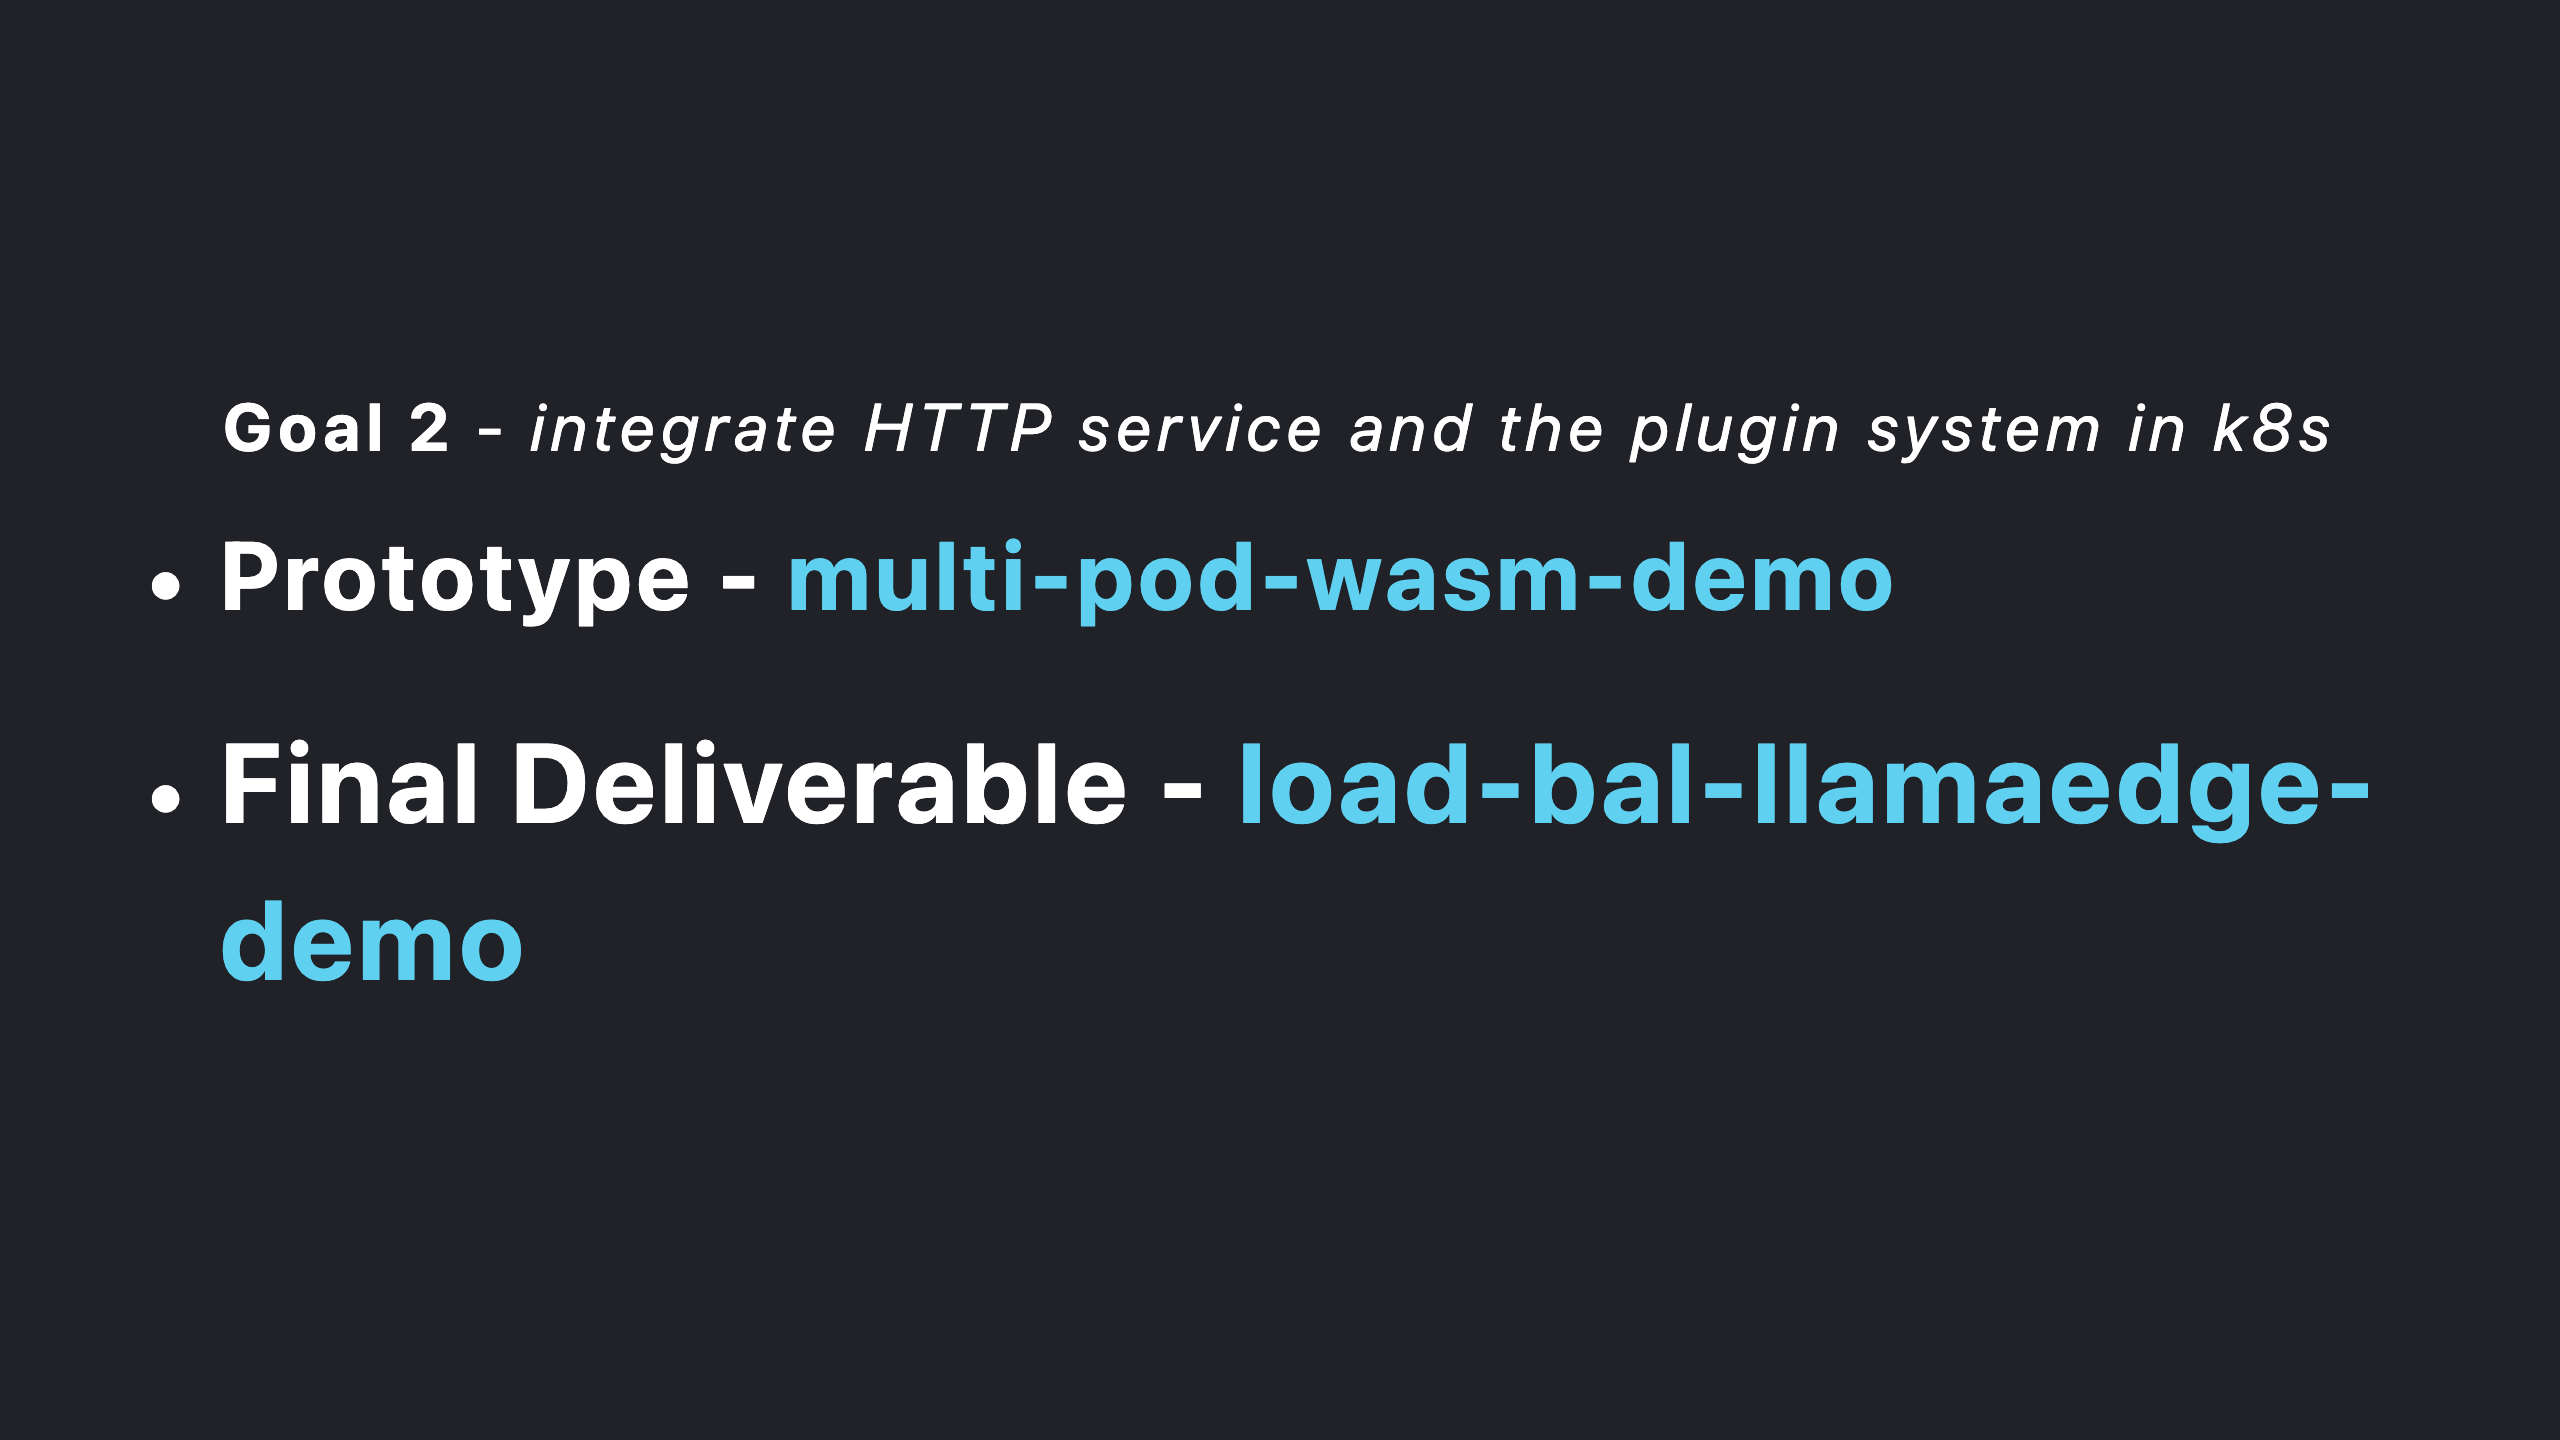 Goal 2 - integrate HTTP service and the plugin system in k8s
• Prototype - multi-pod-wasm-demo
• Final Deliverable - load-bal-llamaedge-
demo